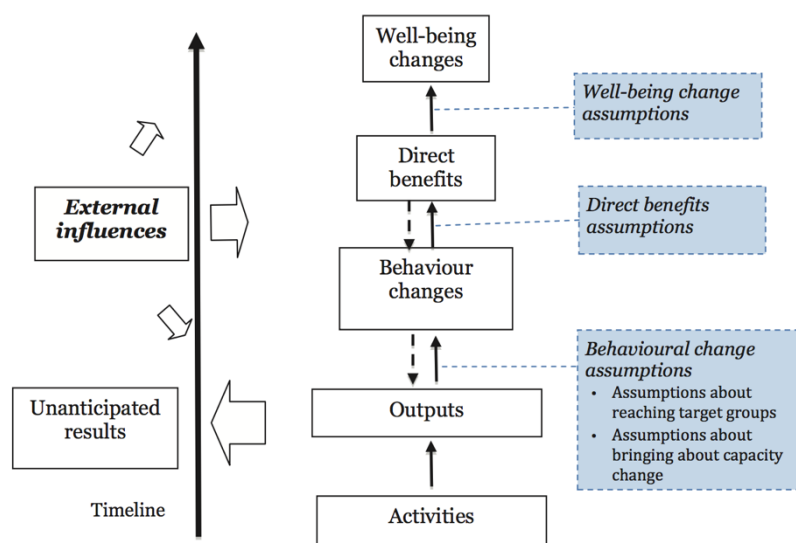 Well-being
changes
Well-being change
assumptions
Direct
benefits
External
influences
Direct benefits
assumptions
Behaviour
changes
Behavioural change
assumptions
• Assumptions about
reaching target groups
• Assumptions about
bringing about capacity
change
Unanticipated
results
Outputs
Timeline
Activities